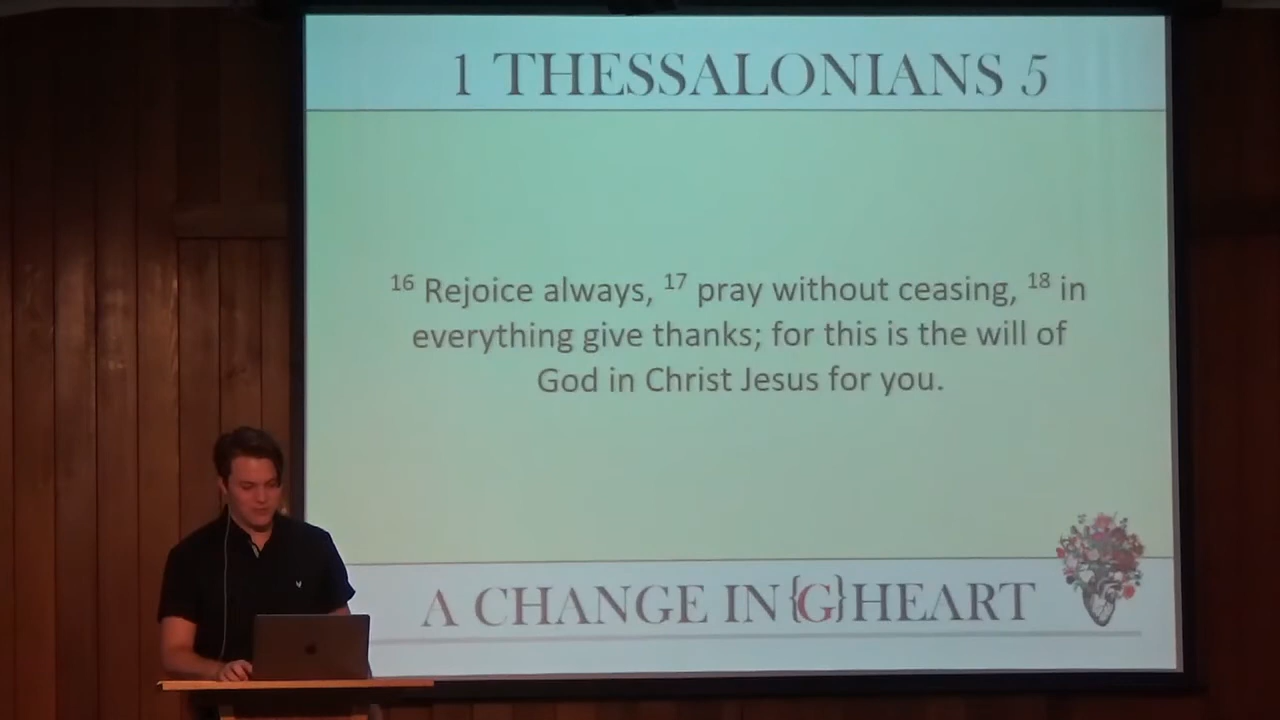 1 THESSALONIANS 5
16 Rejoice always, 17 pray without ceasing, 18 in
everything give thanks; for this is the will of
God in Christ Jesus for you.
A CHANGE IN {G} HEART